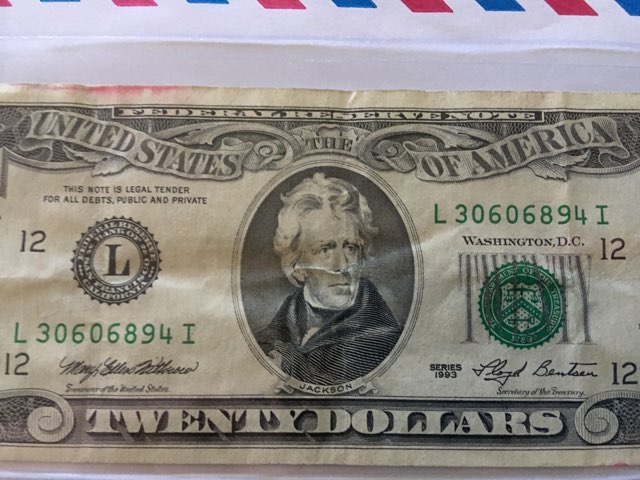 FEDERAL RESERVE NOTE
UNITED STATES THE OF AMERICA
THIS NOTE IS LEGAL TENDER
FOR ALL DEBTS, PUBLIC AND PRIVATE
L 30606894 I
WASHINGTON, D.C.
12
12
L
L 30606894 I
12
12
SERIES
1993
Lloyd Bentsen
Treasurer of the United States.
Secretary of the Treasury.
JACKSON
TWENTY DOLLARS